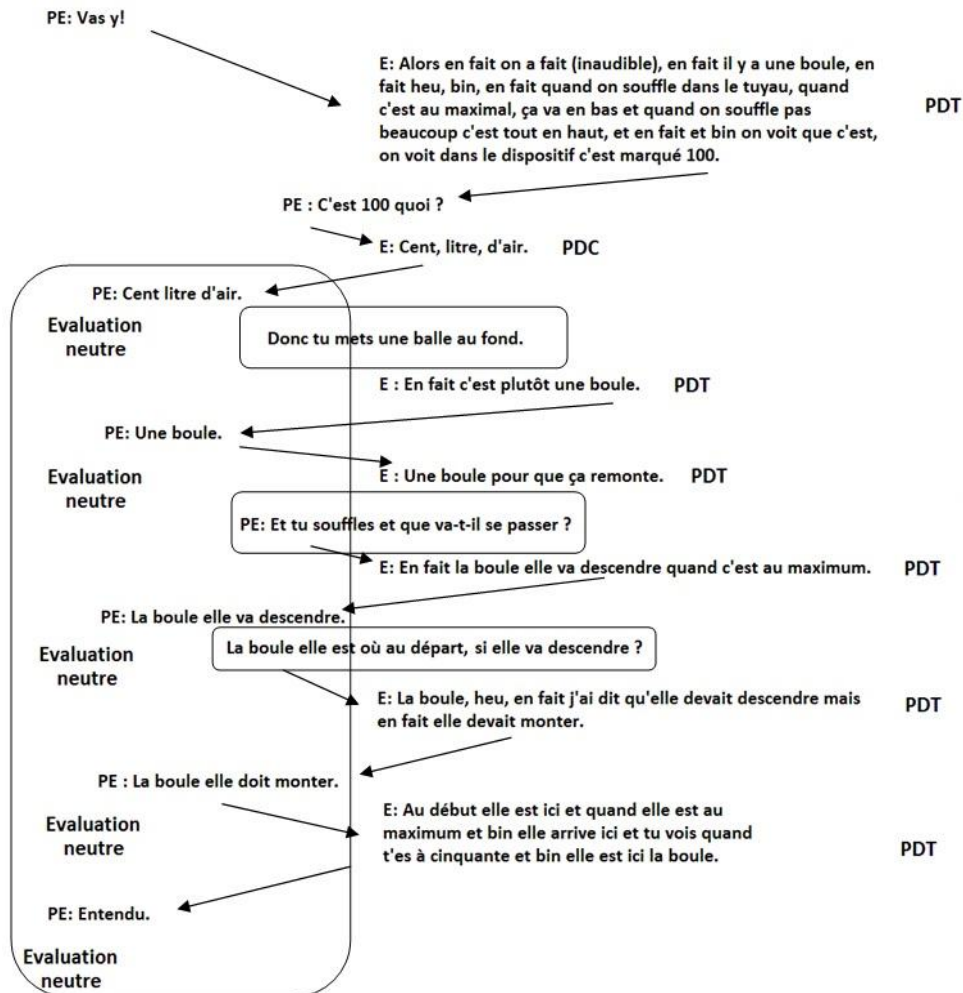 PE: Vas y!
E: Alors en fait on a fait (inaudible), en fait il y a une boule, en
fait heu, bin, en fait quand on souffle dans le tuyau, quand
c'est au maximal, ça va en bas et quand on souffle pas
beaucoup c'est tout en haut, et en fait et bin on voit que c'est,
on voit dans le dispositif c'est marqué 100.
PDT
PE : C'est 100 quoi ?
E: Cent, litre, d'air.
PDC
PE: Cent litre d'air.
Evaluation
neutre
Donc tu mets une balle au fond.
E : En fait c'est plutôt une boule.
PDT
PE: Une boule.
Evaluation
neutre
E : Une boule pour que ça remonte.
PDT
PE: Et tu souffles et que va-t-il se passer ?
E: En fait la boule elle va descendre quand c'est au maximum.
PDT
PE: La boule elle va descendre.
Evaluation
neutre
La boule elle est où au départ, si elle va descendre ?
E: La boule, heu, en fait j'ai dit qu'elle devait descendre mais
en fait elle devait monter.
PDT
PE : La boule elle doit monter.
Evaluation
neutre
E: Au début elle est ici et quand elle est au
maximum et bin elle arrive ici et tu vois quand
t'es à cinquante et bin elle est ici la boule.
PDT
PE: Entendu.
Evaluation
neutre